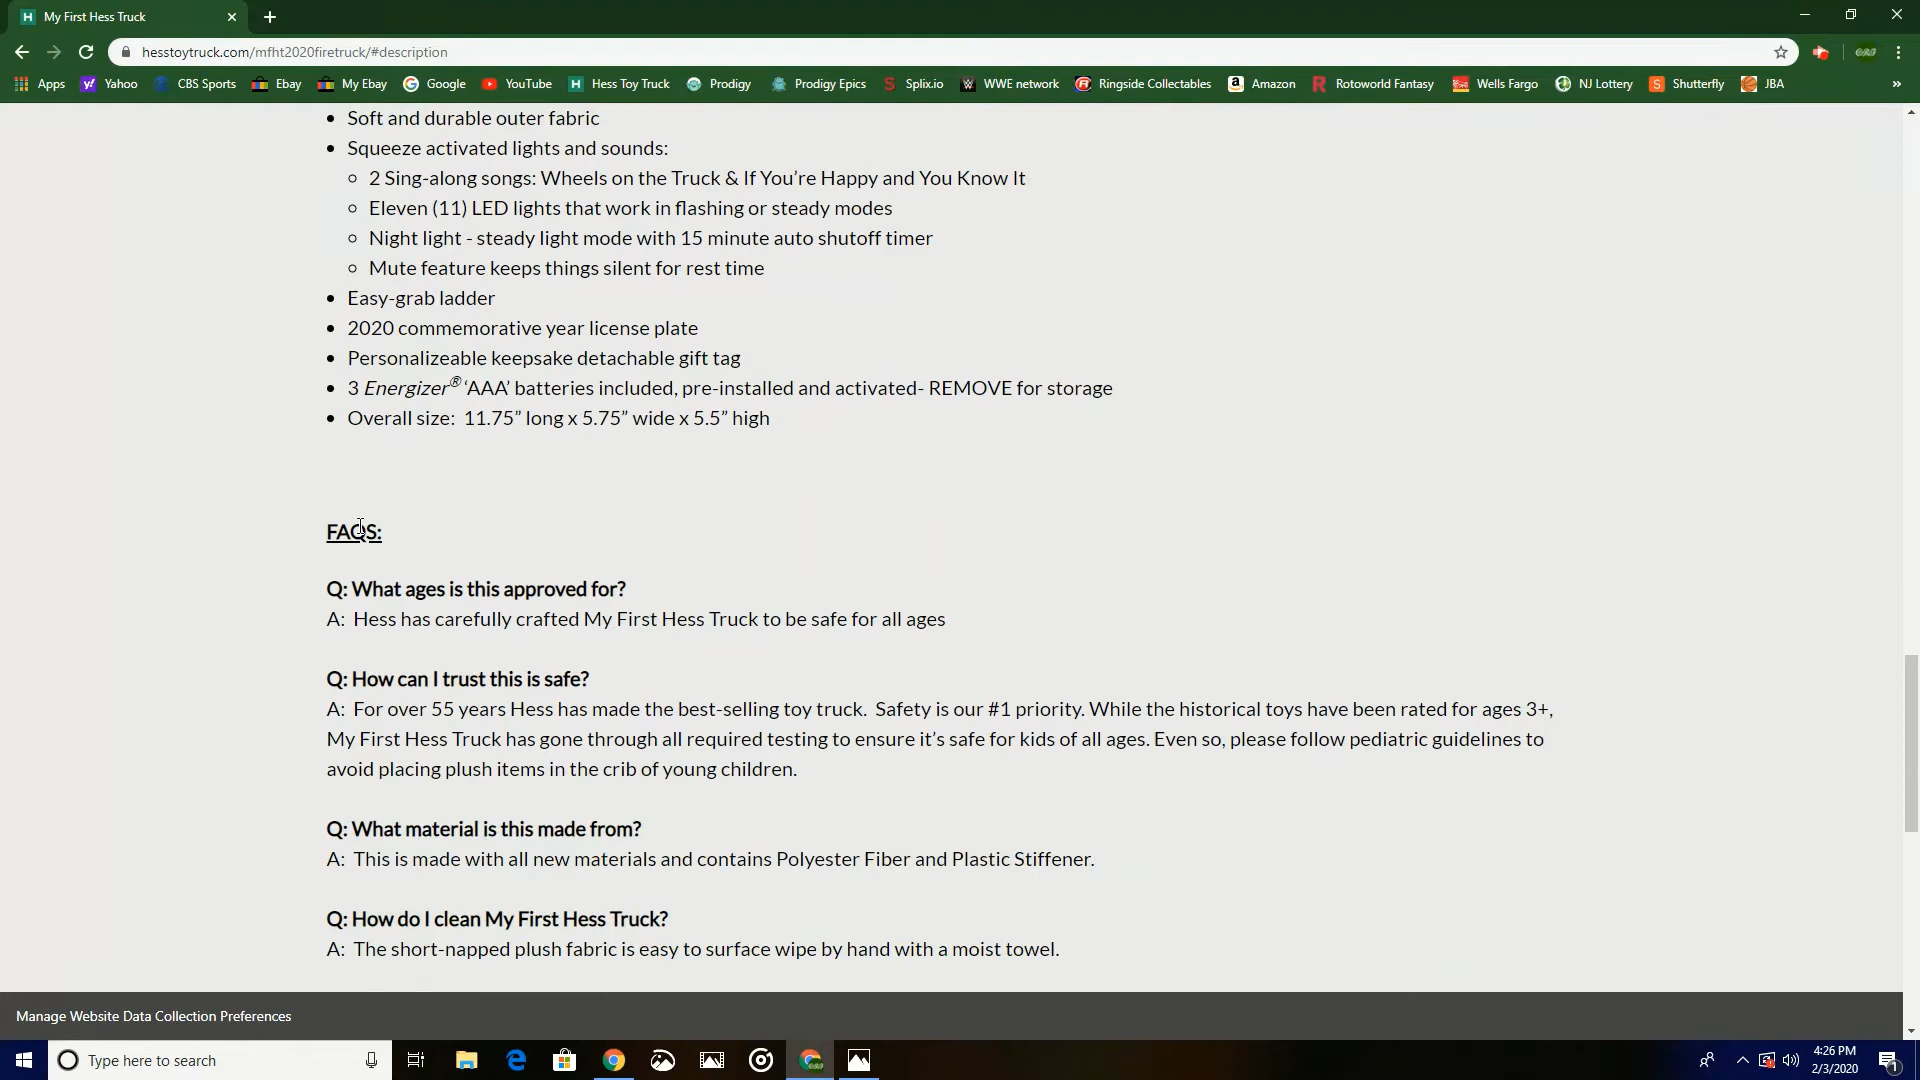 My First Hess Truck
hesstoytruck.com/mfht2020firetruck/#description
Apps Yahoo CBS Sports Ebay My Ebay Google YouTube Hess Toy Truck Prodigy Prodigy Epics Splix.io WWE network Ringside Collectables Amazon Rotoworld Fantasy Wells Fargo NJ Lottery Shutterfly JBA »
• Soft and durable outer fabric
• Squeeze activated lights and sounds:
○ 2 Sing-along songs: Wheels on the Truck & If You’re Happy and You Know It
○ Eleven (11) LED lights that work in flashing or steady modes
○ Night light - steady light mode with 15 minute auto shutoff timer
○ Mute feature keeps things silent for rest time
• Easy-grab ladder
• 2020 commemorative year license plate
• Personalizeable keepsake detachable gift tag
• 3 Energizer® ‘AAA’ batteries included, pre-installed and activated- REMOVE for storage
• Overall size: 11.75” long x 5.75” wide x 5.5” high
FAQS:
Q: What ages is this approved for?
A: Hess has carefully crafted My First Hess Truck to be safe for all ages
Q: How can I trust this is safe?
A: For over 55 years Hess has made the best-selling toy truck. Safety is our #1 priority. While the historical toys have been rated for ages 3+,
My First Hess Truck has gone through all required testing to ensure it’s safe for kids of all ages. Even so, please follow pediatric guidelines to
avoid placing plush items in the crib of young children.
Q: What material is this made from?
A: This is made with all new materials and contains Polyester Fiber and Plastic Stiffener.
Q: How do I clean My First Hess Truck?
A: The short-napped plush fabric is easy to surface wipe by hand with a moist towel.
Manage Website Data Collection Preferences
Type here to search
4:26 PM
2/3/2020
1